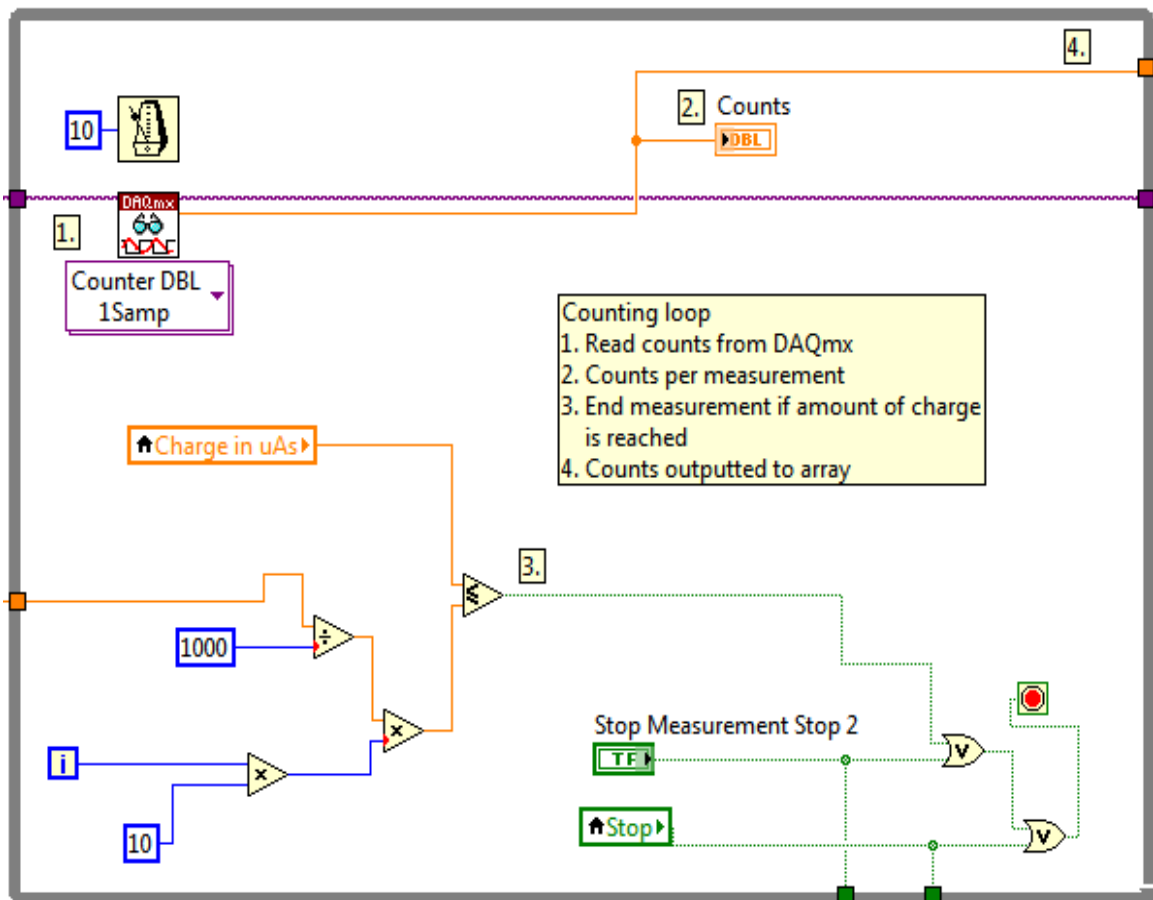 4.
2. Counts
10
DBL
DAQmx
1.
Counter DBL
1Samp
Counting loop
1. Read counts from DAQmx
2. Counts per measurement
3. End measurement if amount of charge
is reached
4. Counts outputted to array
Charge in uAs
3.
≤
÷
1000
x
Stop Measurement Stop 2
i
x
TF
V
10
Stop
V